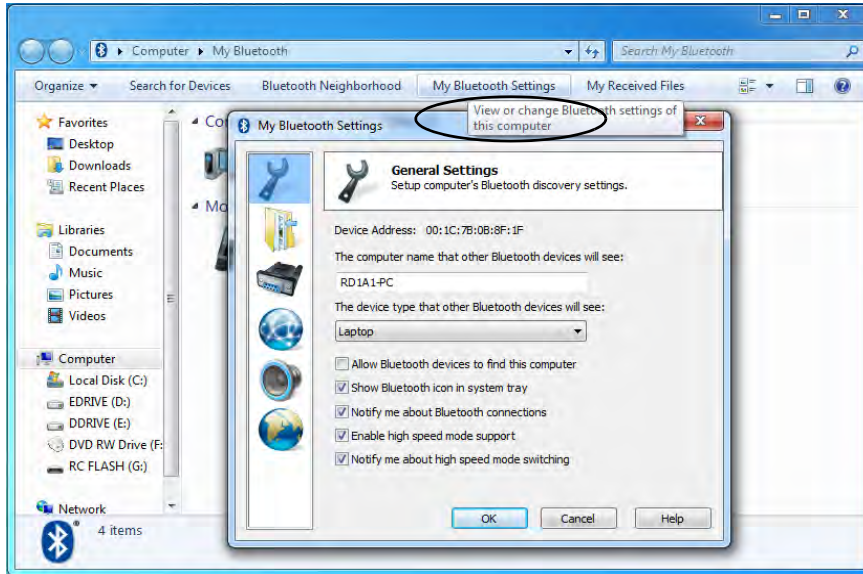 Computer ▸ My Bluetooth
Search My Bluetooth
Organize Search for Devices Bluetooth Neighborhood My Bluetooth Settings My Received Files
View or change Bluetooth settings of
this computer
Favorites
Desktop
Downloads
Recent Places
Libraries
Documents
Music
Pictures
Videos
Computer
Local Disk (C:)
EDRIVE (D:)
DDRIVE (E:)
DVD RW Drive (F:
RC FLASH (G:)
Network
4 items
My Bluetooth Settings
General Settings
Setup computer's Bluetooth discovery settings.
Device Address: 00:1C:7B:0B:8F:1F
The computer name that other Bluetooth devices will see:
RD1A1-PC
The device type that other Bluetooth devices will see:
Laptop
Allow Bluetooth devices to find this computer
Show Bluetooth icon in system tray
Notify me about Bluetooth connections
Enable high speed mode support
Notify me about high speed mode switching
OK Cancel Help